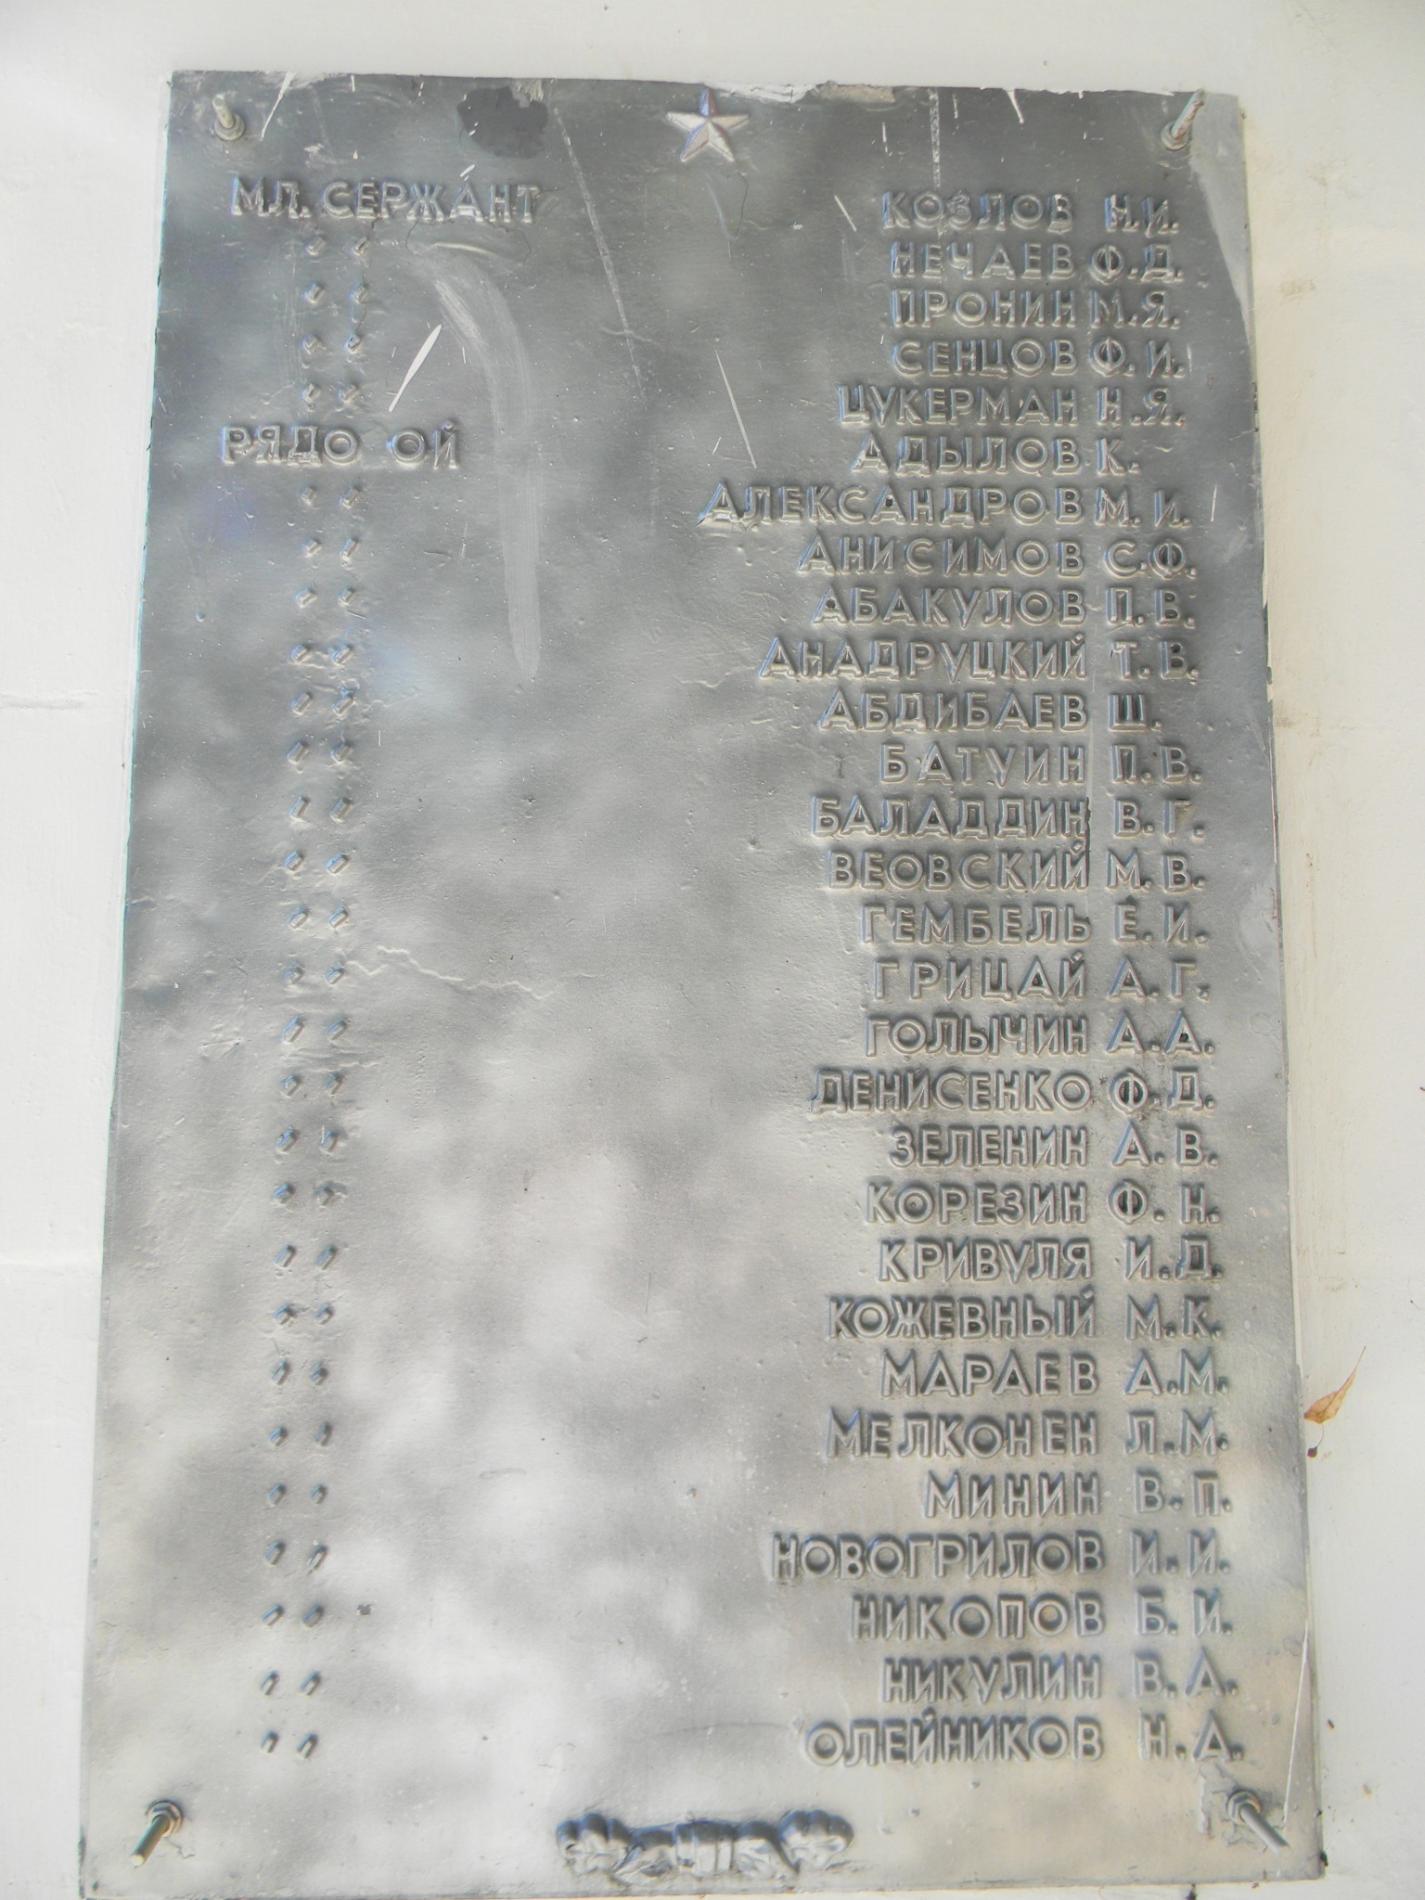 МЛ. СЕРЖАНТ КОЗЛОВ Н.И.
" " НЕЧАЕВ Ф.Д.
" " ПРОНИН М.Я.
" " СЕНЦОВ Ф.И.
" " ЦУКЕРМАН Н.Я.
РЯДО ОЙ АДЫЛОВ К.
" " АЛЕКСАНДРОВ М.И.
" " АНИСИМОВ С.Ф.
" " АБАКУЛОВ П.В.
" " АНАДРУЦКИЙ Т.В.
" " АБДИБАЕВ Ш.
" " БАТУИН П.В.
" " БАЛАДДИН В.Г.
" " ВЕОВСКИЙ М.В.
" " ГЕМБЕЛЬ Е.И.
" " ГРИЦАЙ А.Г.
" " ГОЛЫЧИН А.А.
" " ДЕНИСЕНКО Ф.Д.
" " ЗЕЛЕНИН А.В.
" " КОРЕЗИН Ф.Н.
" " КРИВУЛЯ И.Д.
" " КОЖЕВНЫЙ М.К.
" " МАРАЕВ А.М.
" " МЕЛКОНЕН Л.М.
" " МИНИН В.П.
" " НОВОГРИЛОВ И.И.
" " НИКОПОВ Б.И.
" " НИКУЛИН В.А.
" " ОЛЕЙНИКОВ Н.А.